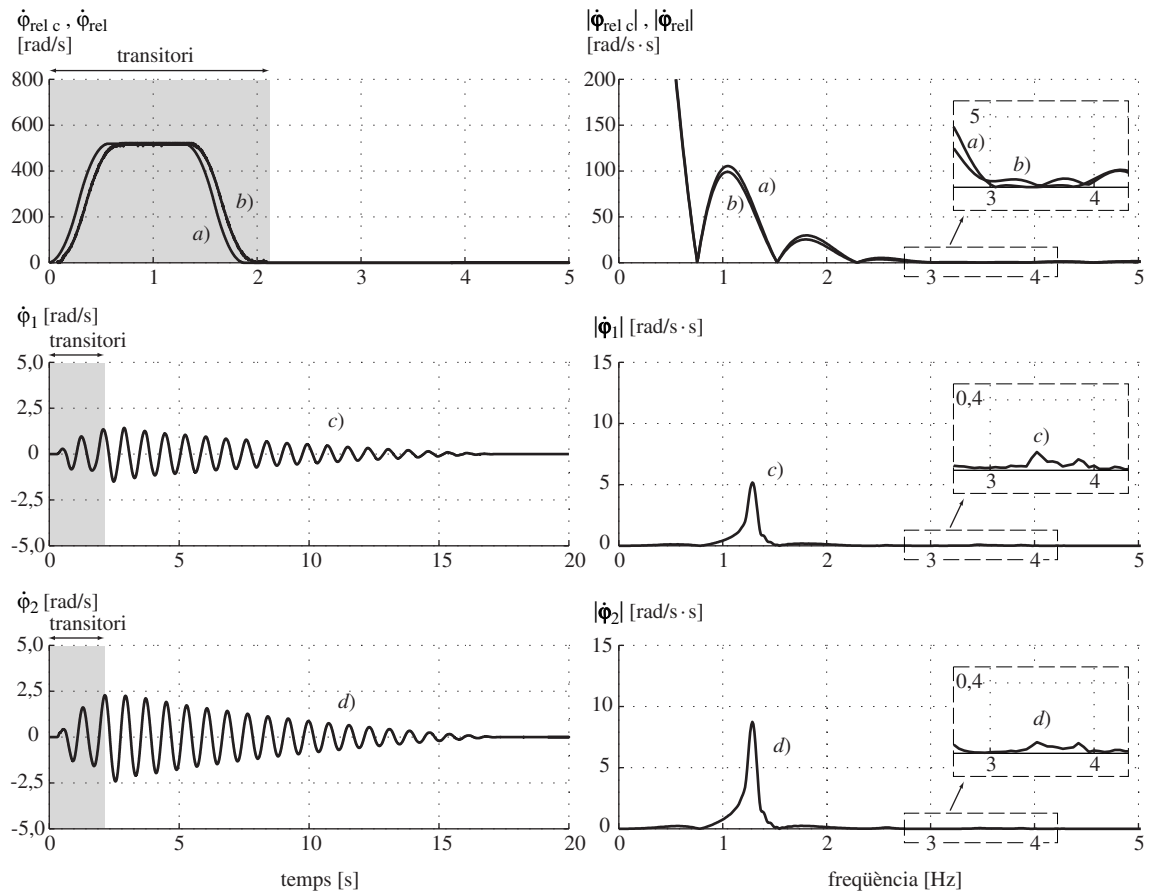 φ̇rel c , φ̇rel
[rad/s]
transitori
800
600
400
200
0
a)
b)
0 1 2 3 4 5
|φ̇rel c| , |φ̇rel|
[rad/s·s]
200
150
100
50
0
a)
b)
5
a)
b)
3 4
0 1 2 3 4 5
φ̇1 [rad/s]
transitori
5,0
2,5
0
-2,5
-5,0
c)
0 5 10 15 20
|φ̇1| [rad/s·s]
15
10
5
0
c)
0,4
c)
3 4
0 1 2 3 4 5
φ̇2 [rad/s]
transitori
5,0
2,5
0
-2,5
-5,0
d)
0 5 10 15 20
temps [s]
|φ̇2| [rad/s·s]
15
10
5
0
d)
0,4
d)
3 4
0 1 2 3 4 5
freqüència [Hz]